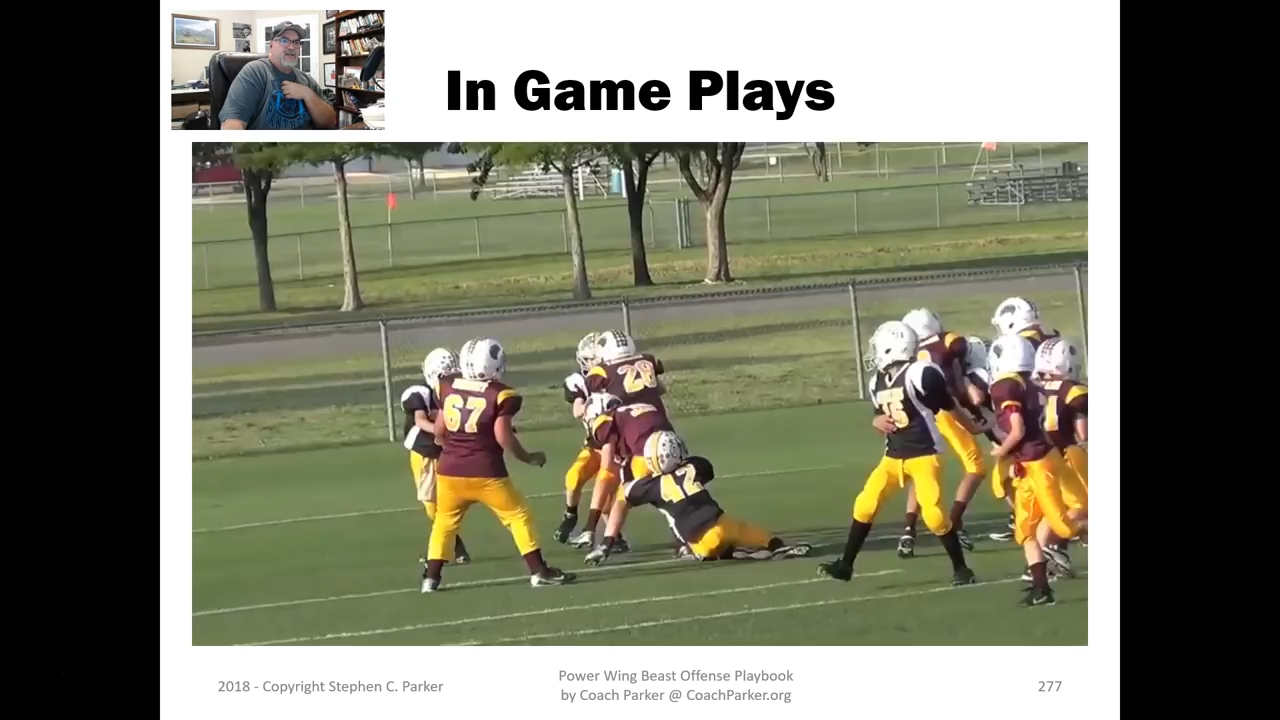 In Game Plays
67
28
42
2018 - Copyright Stephen C. Parker
Power Wing Beast Offense Playbook
by Coach Parker @ CoachParker.org
277